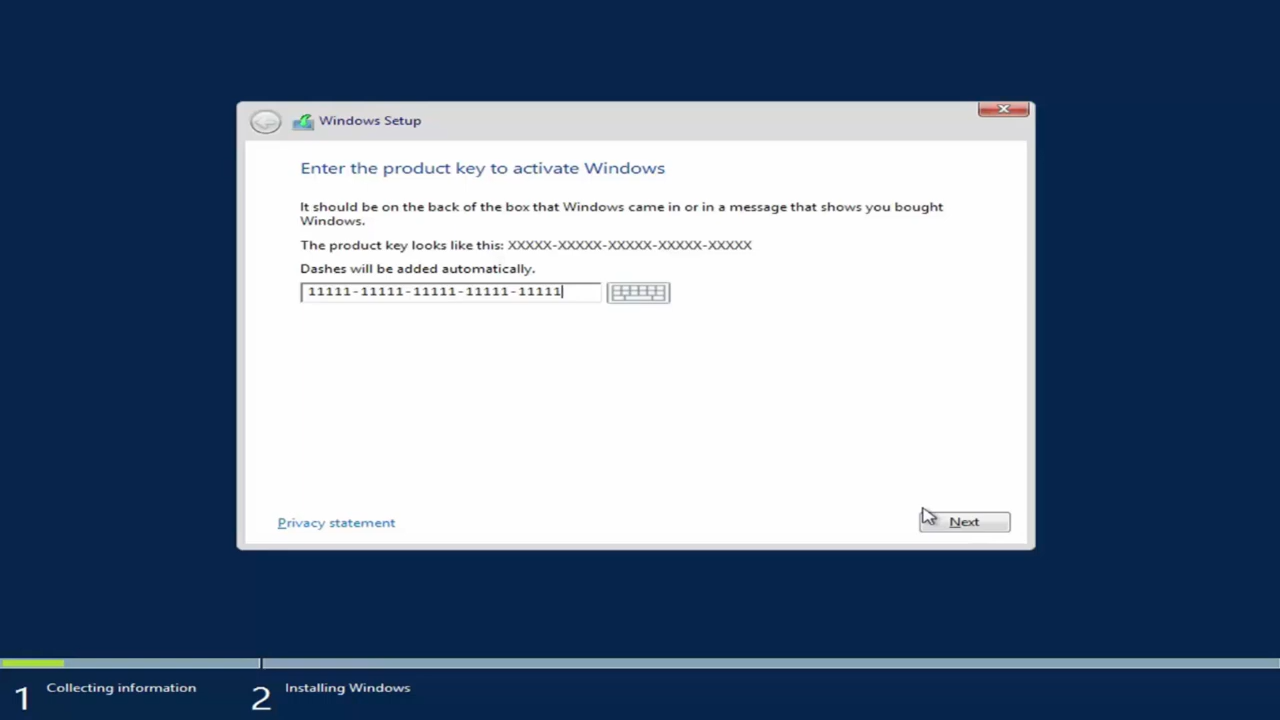 Windows Setup
Enter the product key to activate Windows
It should be on the back of the box that Windows came in or in a message that shows you bought
Windows.
The product key looks like this: XXXXX-XXXXX-XXXXX-XXXXX-XXXXX
Dashes will be added automatically.
11111-11111-11111-11111-11111
Privacy statement
Next
1 Collecting information
2 Installing Windows